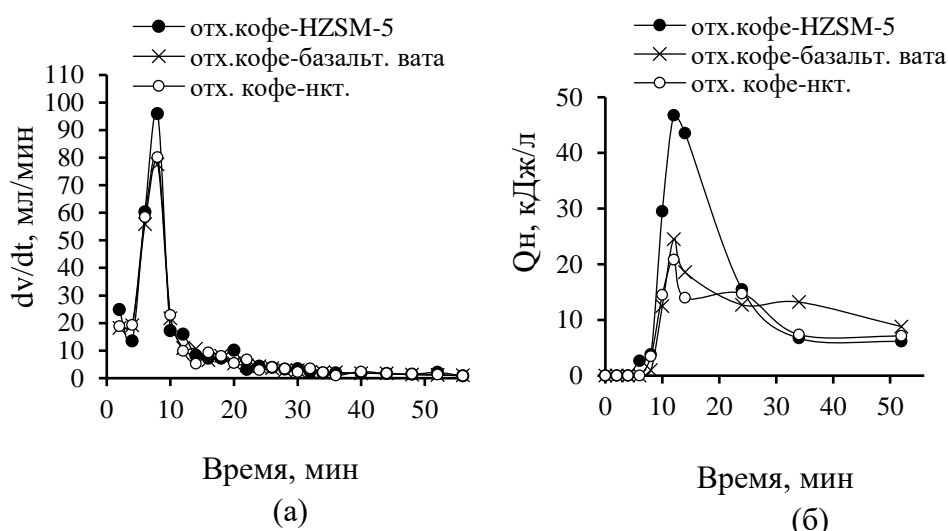 отх.кофе-HZSM-5
отх.кофе-базальт. вата
отх. кофе-нкт.
dv/dt, мл/мин
110
100
90
80
70
60
50
40
30
20
10
0
0 10 20 30 40 50
Время, мин
(а)
отх.кофе-HZSM-5
отх.кофе-базальт. вата
отх. кофе-нкт.
Qн, кДж/л
50
40
30
20
10
0
0 10 20 30 40 50
Время, мин
(б)